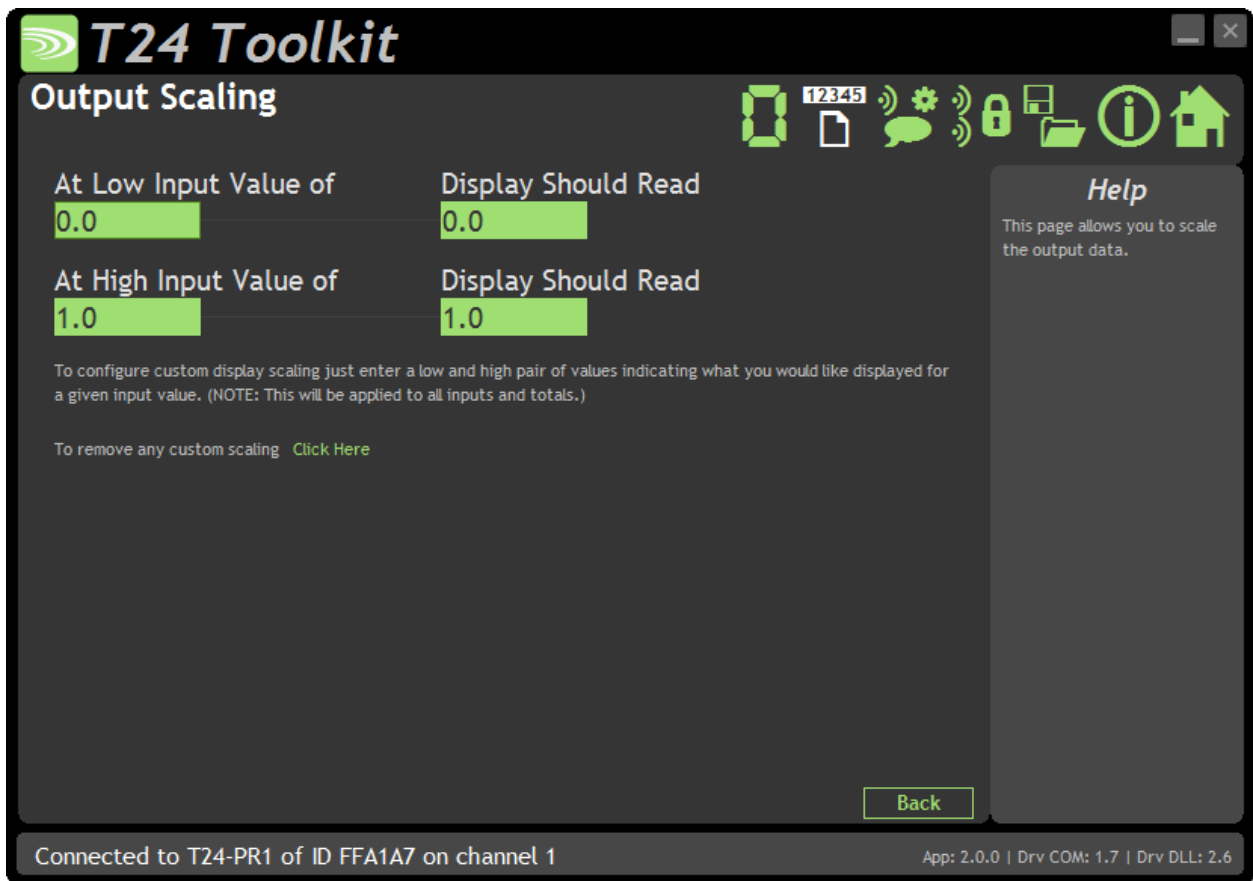 T24 Toolkit
Output Scaling
12345
At Low Input Value of
Display Should Read
0.0
0.0
At High Input Value of
Display Should Read
1.0
1.0
To configure custom display scaling just enter a low and high pair of values indicating what you would like displayed for
a given input value. (NOTE: This will be applied to all inputs and totals.)
To remove any custom scaling Click Here
Back
Help
This page allows you to scale
the output data.
Connected to T24-PR1 of ID FFA1A7 on channel 1
App: 2.0.0 | Drv COM: 1.7 | Drv DLL: 2.6